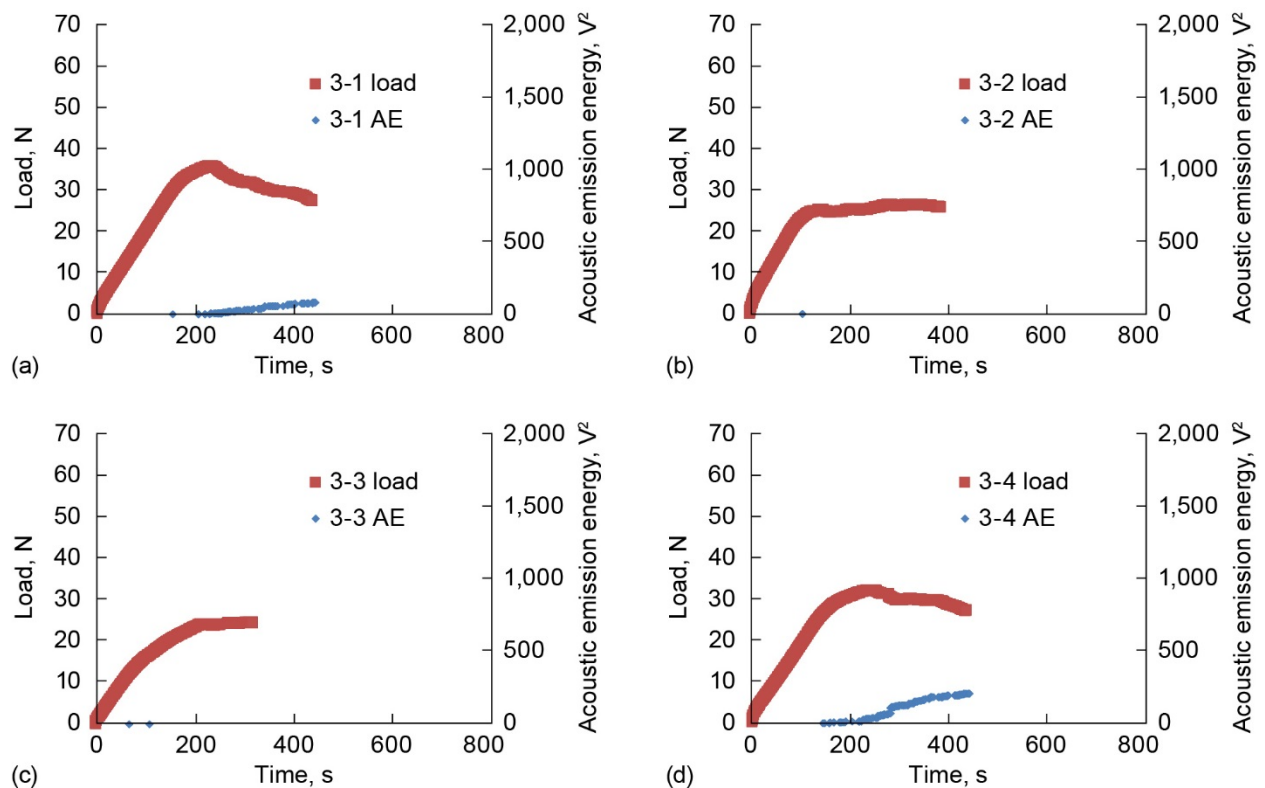 70
60
50
40
30
20
10
0
Load, N
2,000
1,500
1,000
500
0
Acoustic emission energy, V²
3-1 load
3-1 AE
0 200 400 600 800
Time, s
(a)
70
60
50
40
30
20
10
0
Load, N
2,000
1,500
1,000
500
0
Acoustic emission energy, V²
3-2 load
3-2 AE
0 200 400 600 800
Time, s
(b)
70
60
50
40
30
20
10
0
Load, N
2,000
1,500
1,000
500
0
Acoustic emission energy, V²
3-3 load
3-3 AE
0 200 400 600 800
Time, s
(c)
70
60
50
40
30
20
10
0
Load, N
2,000
1,500
1,000
500
0
Acoustic emission energy, V²
3-4 load
3-4 AE
0 200 400 600 800
Time, s
(d)